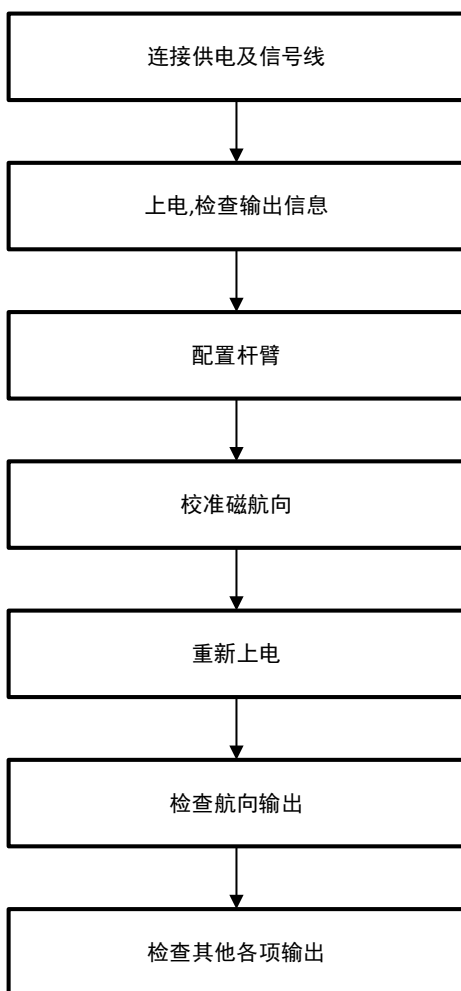 连接供电及信号线
上电,检查输出信息
配置杆臂
校准磁航向
重新上电
检查航向输出
检查其他各项输出